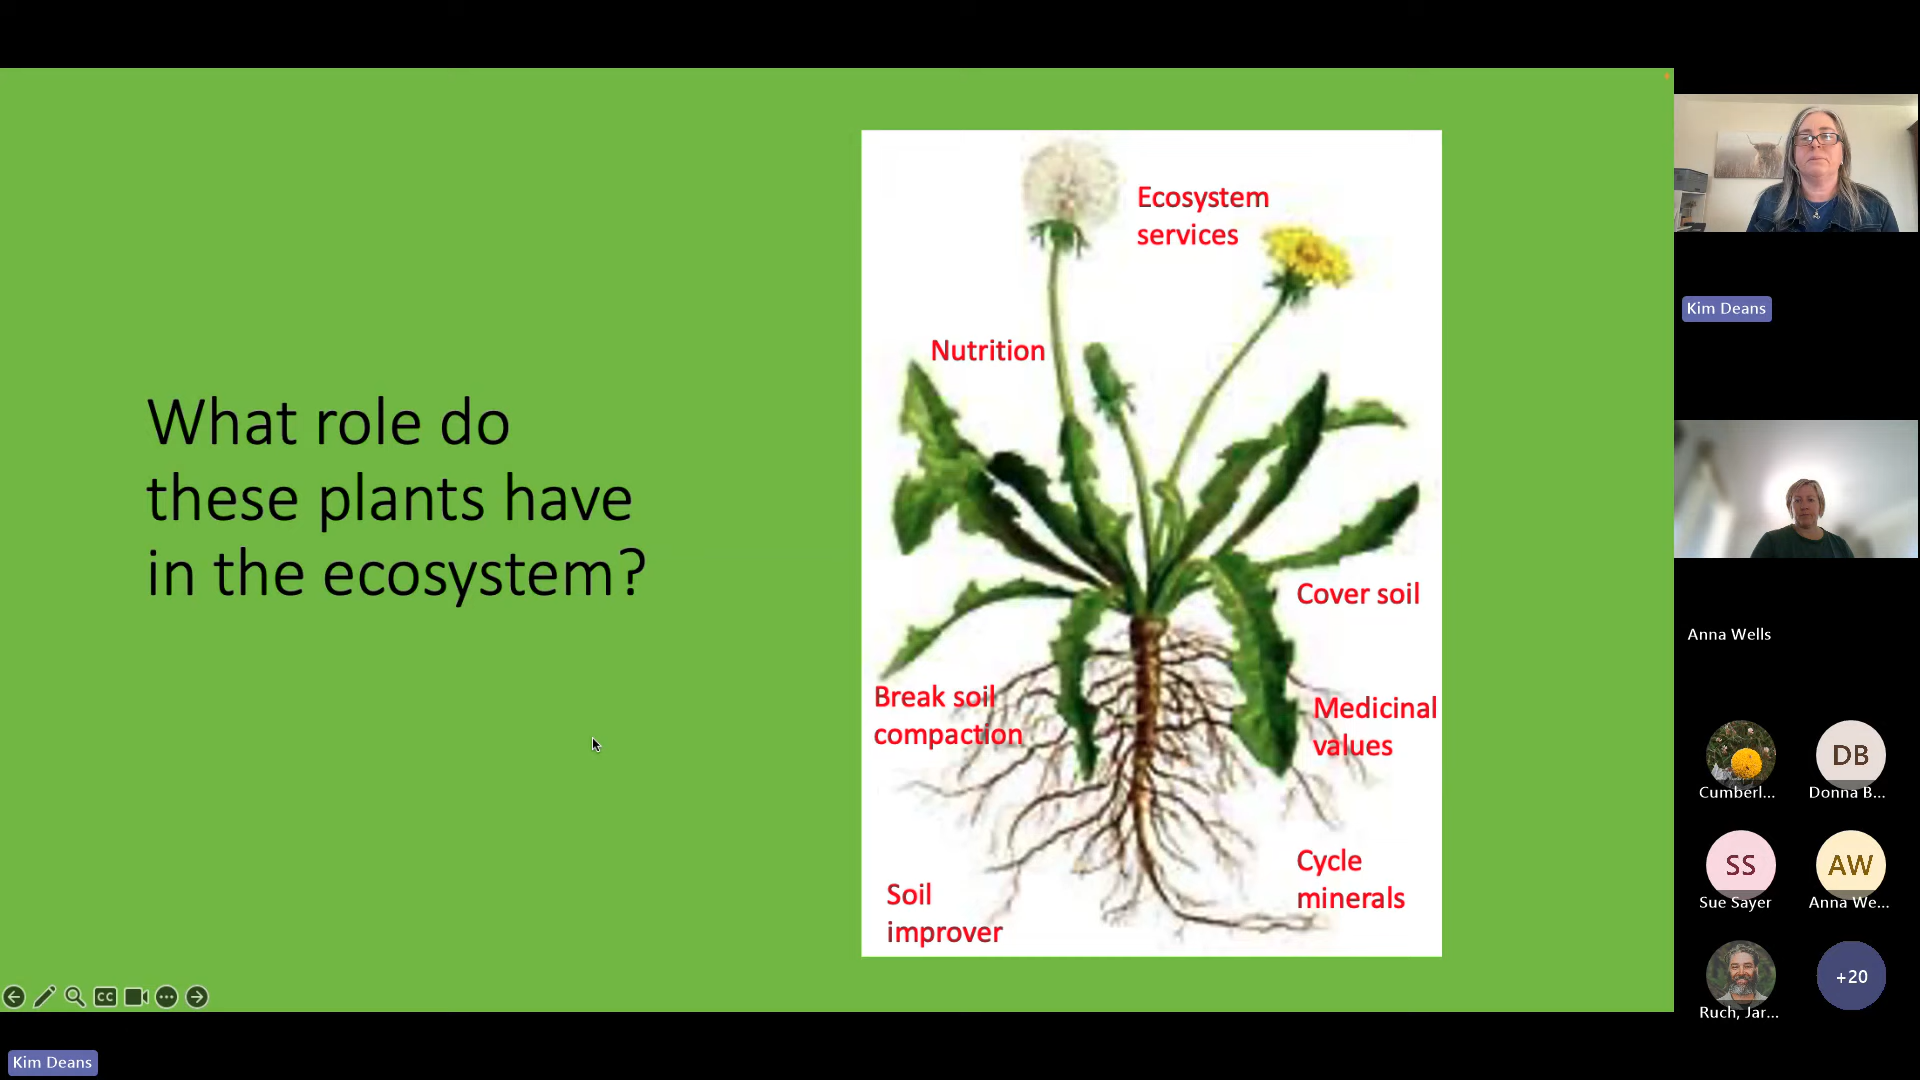 What role do
these plants have
in the ecosystem?
Ecosystem
services
Nutrition
Cover soil
Break soil
compaction
Medicinal
values
Cycle
minerals
Soil
improver
Kim Deans
Anna Wells
Cumberl...
DB
Donna B...
SS
Sue Sayer
AW
Anna We...
Ruch, Jar...
+20
CC
Kim Deans